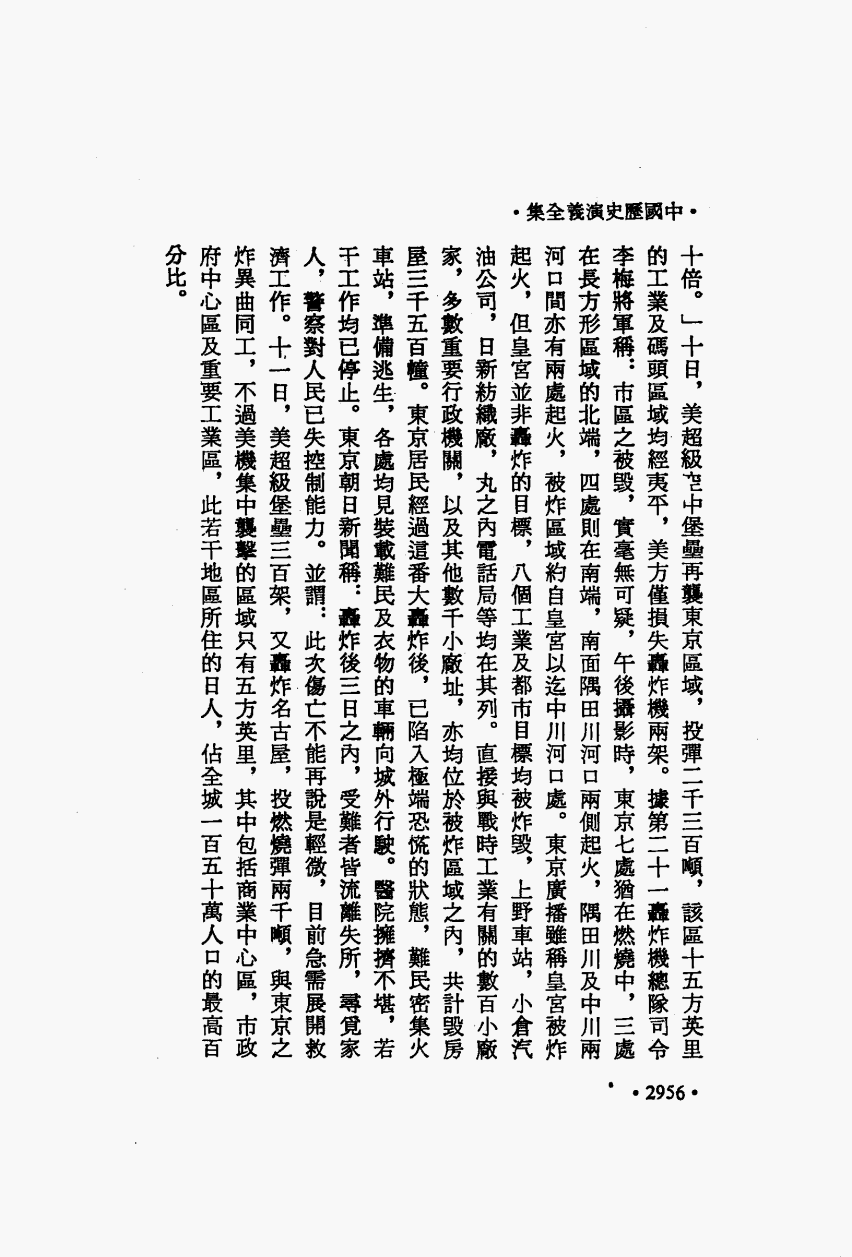 •中國歷史演義全集•
十倍。」十日，美超級空中堡壘再襲東京區域，投彈二千三百噸，該區十五方英里
的工業及碼頭區域均經夷平，美方僅損失轟炸機兩架。據第二十一轟炸機總隊司令
李梅將軍稱：市區之被毀，實毫無可疑，午後攝影時，東京七處猶在燃燒中，三處
在長方形區域的北端，四處則在南端，南面隅田川河口兩側起火，隅田川及中川兩
河口間亦有兩處起火，被炸區域約自皇宮以迄中川河口處。東京廣播雖稱皇宮被炸
起火，但皇宮並非轟炸的目標，八個工業及都市目標均被炸毀，上野車站，小倉汽
油公司，日新紡織廠，丸之內電話局等均在其列。直接與戰時工業有關的數百小廠
家，多數重要行政機關，以及其他數千小廠址，亦均位於被炸區域之內，共計毀房
屋三千五百幢。東京居民經過這番大轟炸後，已陷入極端恐慌的狀態，難民密集火
車站，準備逃生，各處均見裝載難民及衣物的車輛向城外行駛。醫院擁擠不堪，若
干工作均已停止。東京朝日新聞稱：轟炸後三日之內，受難者皆流離失所，尋覓家
人，警察對人民已失控制能力。並謂：此次傷亡不能再說是輕微，目前急需展開救
濟工作。十一日，美超級堡壘三百架，又轟炸名古屋，投燃燒彈兩千噸，與東京之
炸異曲同工，不過美機集中襲擊的區域只有五方英里，其中包括商業中心區，市政
府中心區及重要工業區，此若干地區所住的日人，佔全城一百五十萬人口的最高百
分比。
•2956•